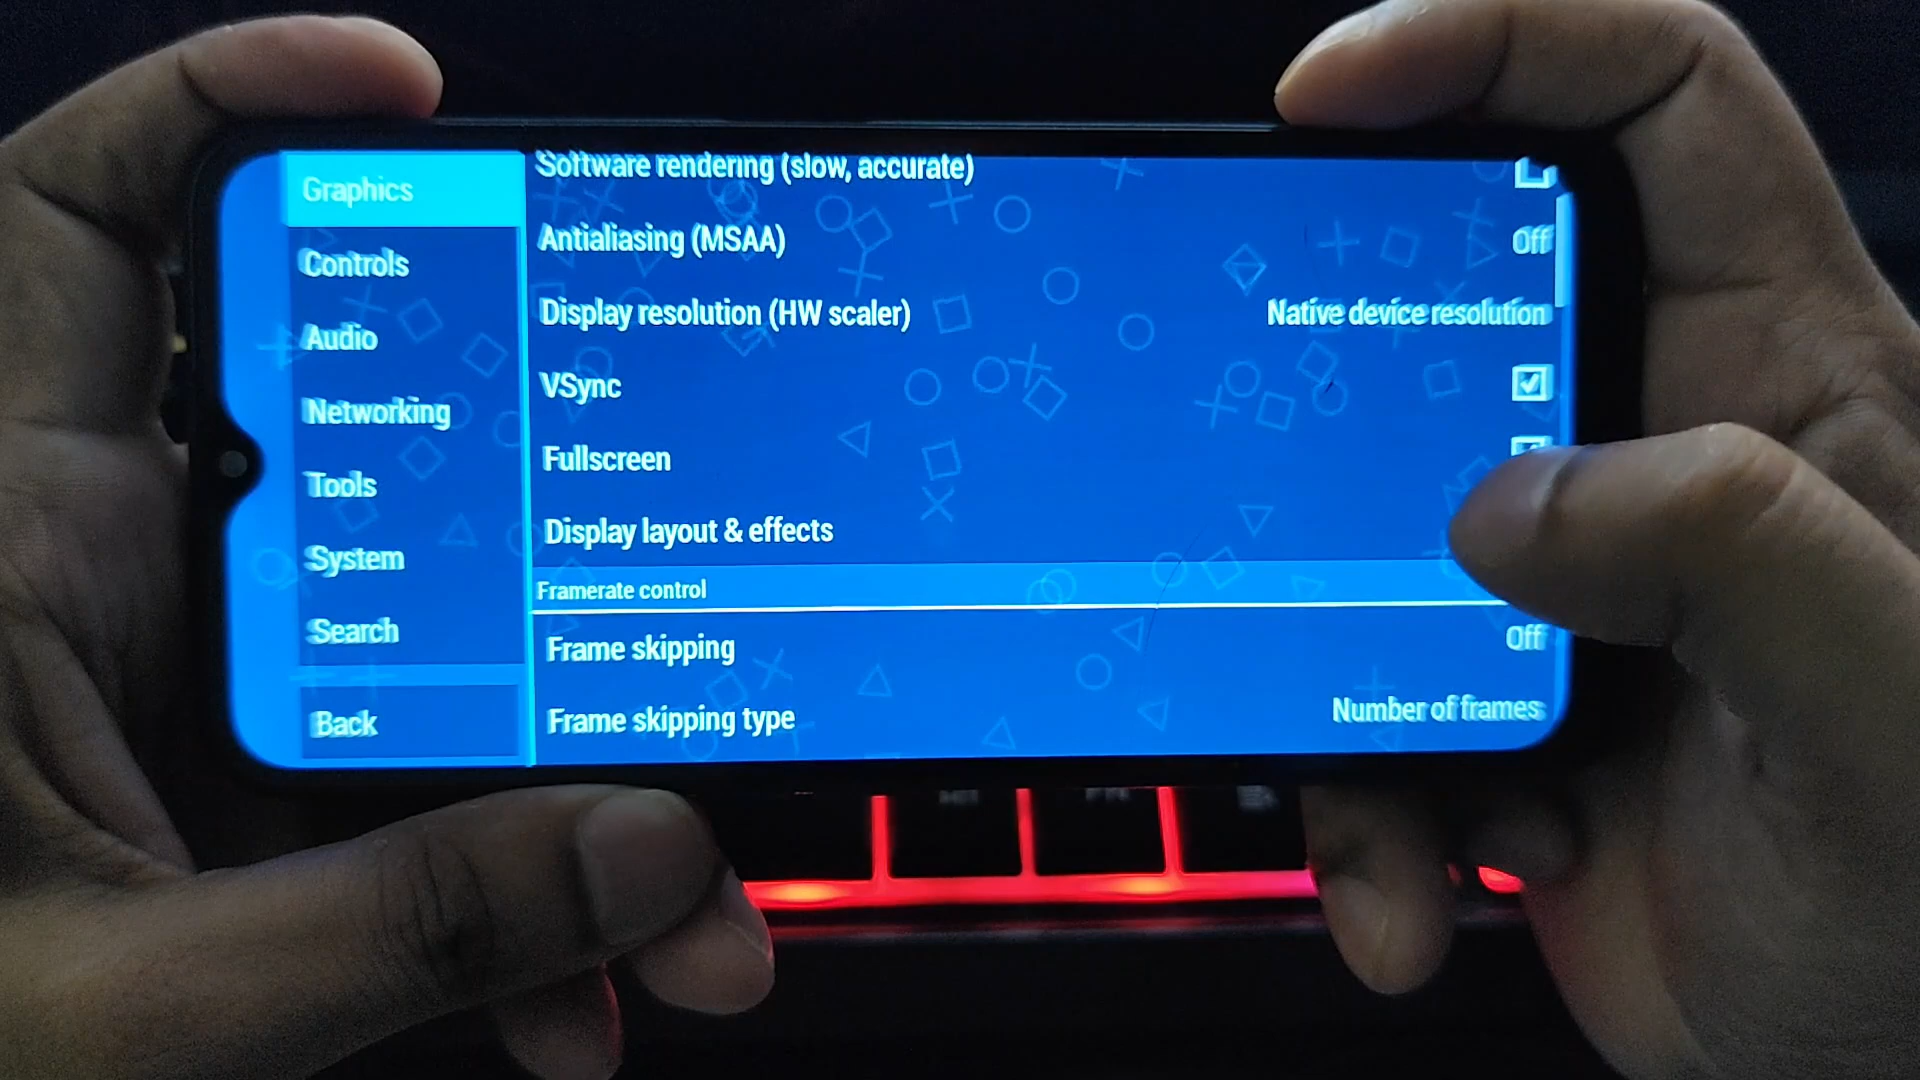 Graphics
Controls
Audio
Networking
Tools
System
Search
Back
Software rendering (slow, accurate)
Antialiasing (MSAA) Off
Display resolution (HW scaler) Native device resolution
VSync
Fullscreen
Display layout & effects
Framerate control
Frame skipping Off
Frame skipping type Number of frames